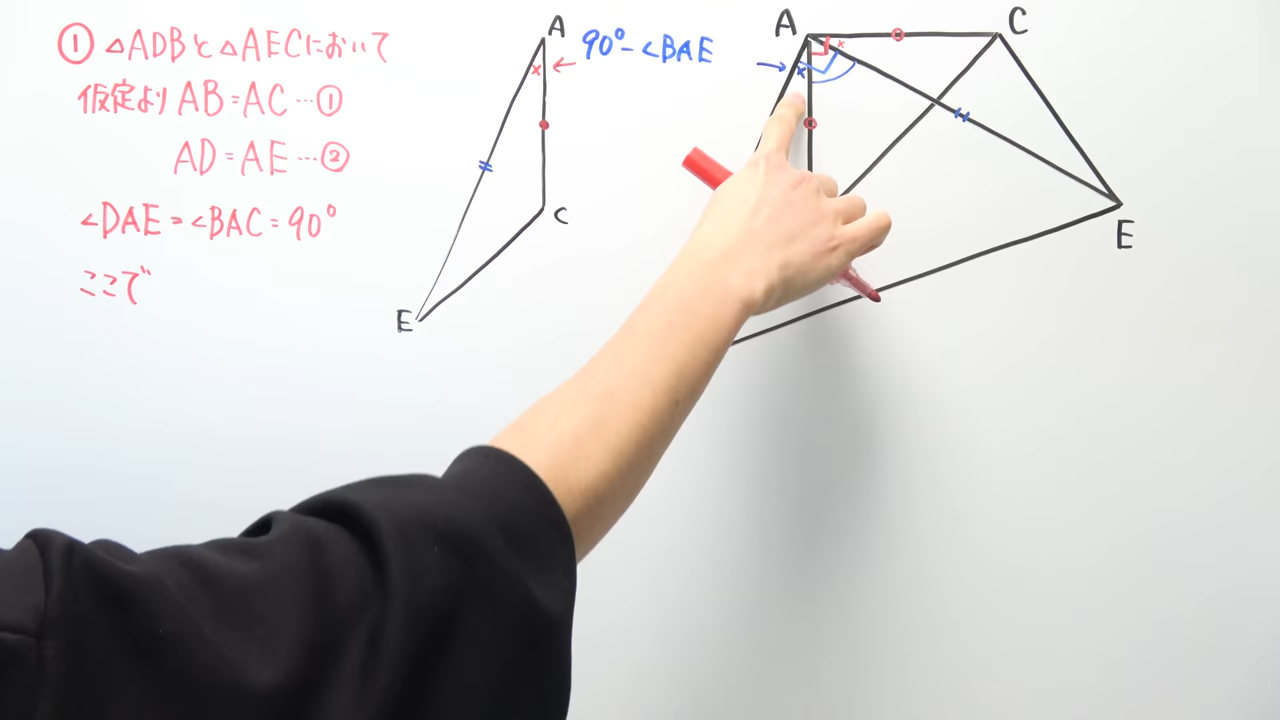 ① △ADBと△AECにおいて
仮定より AB=AC…①
AD=AE…②
∠DAE=∠BAC=90°
ここで
A
C
E
90°-∠BAE
A
C
E